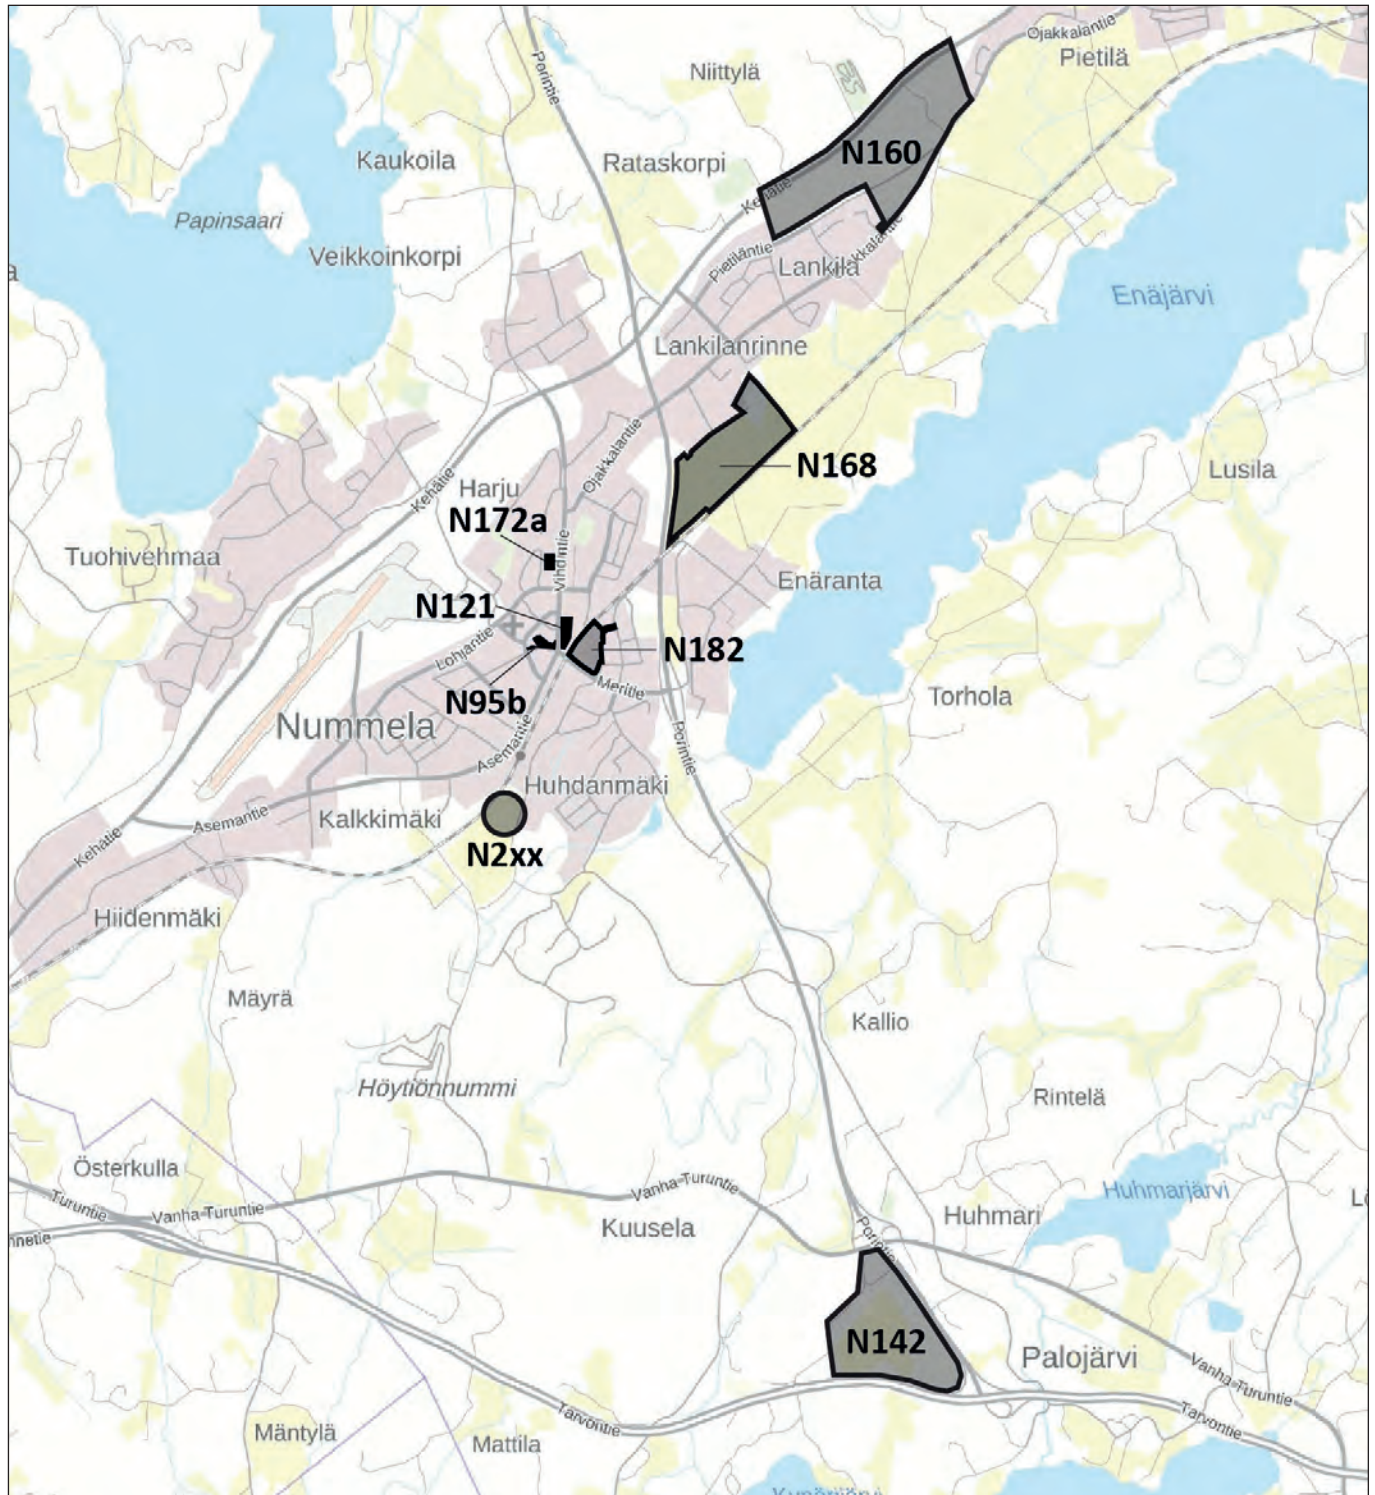 Ojakkalantie
Pietilä
Porintie
Niittylä
N160
Kaukoila
Rataskorpi
Kehätie
Papinsaari
Veikkoinkorpi
Pietiläntie
Lankila
Enäjärvi
Lankilanrinne
Ojakkalantie
N168
Lusila
Kehätie
Harju
N172a
Vihdintie
Tuohivehmaa
Enäranta
N121
Lohjantie
N182
N95b
Meritie
Torhola
Nummela
Asemantie
Porintie
Huhdanmäki
Asemantie
Kalkkimäki
Kehätie
N2xx
Hiidenmäki
Mäyrä
Kallio
Höytiönnummi
Rintelä
Österkulla
Turuntie
Vanha-Turuntie
Vanha-Turuntie
Huhmarjärvi
Kuusela
Huhmari
Porintie
nnetie
N142
Palojärvi
Vanha-Turuntie
Tarvontie
Tarvontie
Mäntylä
Mattila